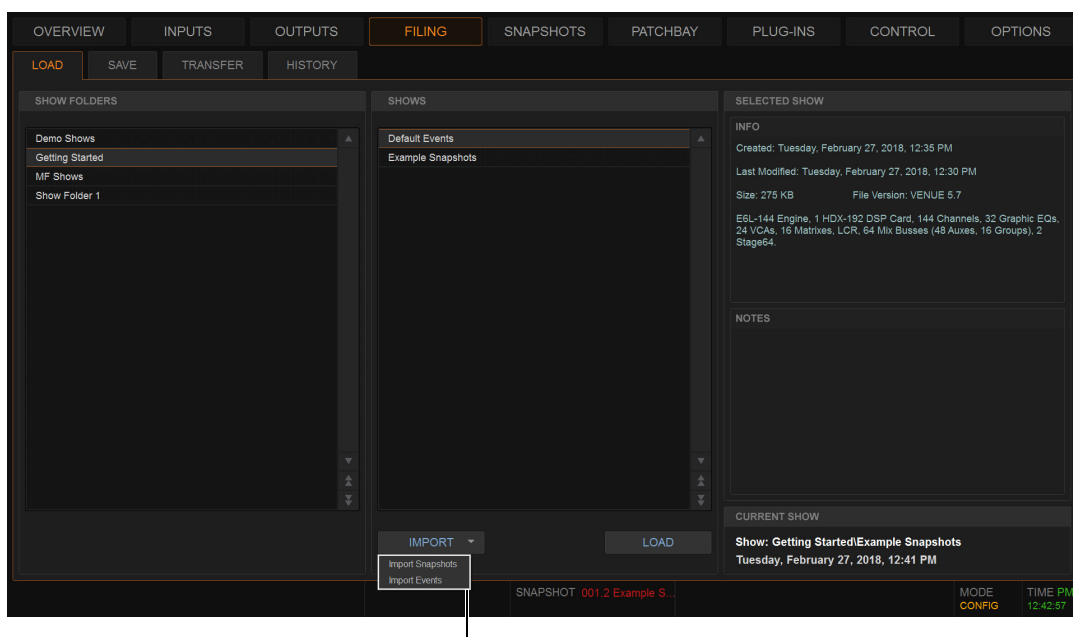 OVERVIEW INPUTS OUTPUTS FILING SNAPSHOTS PATCHBAY PLUG-INS CONTROL OPTIONS
LOAD SAVE TRANSFER HISTORY
SHOW FOLDERS
Demo Shows
Getting Started
MF Shows
Show Folder 1
SHOWS
Default Events
Example Snapshots
IMPORT LOAD
Import Snapshots
Import Events
SELECTED SHOW
INFO
Created: Tuesday, February 27, 2018, 12:35 PM
Last Modified: Tuesday, February 27, 2018, 12:30 PM
Size: 275 KB File Version: VENUE 5.7
E6L-144 Engine, 1 HDX-192 DSP Card, 144 Channels, 32 Graphic EQs,
24 VCAs, 16 Matrixes, LCR, 64 Mix Busses (48 Auxes, 16 Groups), 2
Stage64.
NOTES
CURRENT SHOW
Show: Getting Started\Example Snapshots
Tuesday, February 27, 2018, 12:41 PM
SNAPSHOT 001.2 Example S... MODE TIME PM
CONFIG 12:42:57